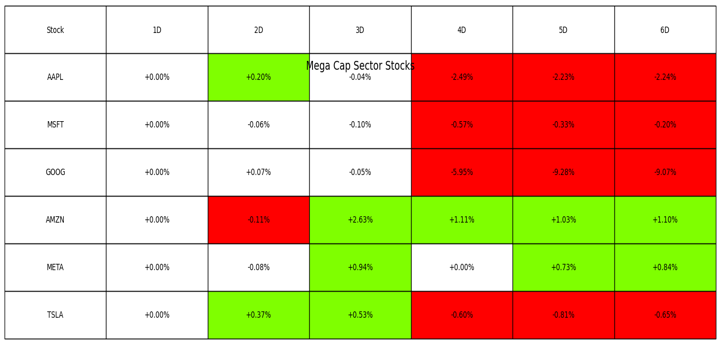 Stock 1D 2D 3D 4D 5D 6D
Mega Cap Sector Stocks
AAPL +0.00% +0.20% -0.04% -2.49% -2.23% -2.24%
MSFT +0.00% -0.06% -0.10% -0.57% -0.33% -0.20%
GOOG +0.00% +0.07% -0.05% -5.95% -9.07%
AMZN +0.00% -0.11% +2.63% +1.11% +1.03% +1.10%
META +0.00% -0.08% +0.94% +0.00% +0.73% +0.84%
TSLA +0.00% +0.37% +0.53% -0.60% -0.81% -0.65%